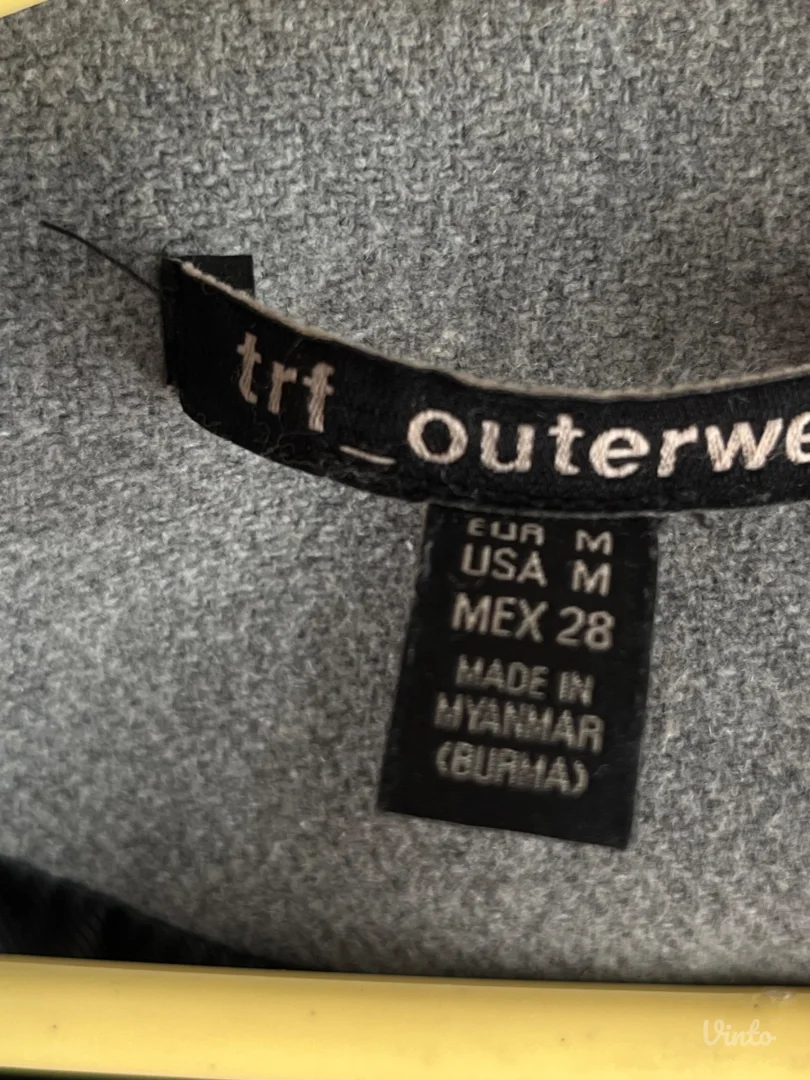 trf_outerwe
EUR M
USA M
MEX 28
MADE IN
MYANMAR
(BURMA)
Vinto